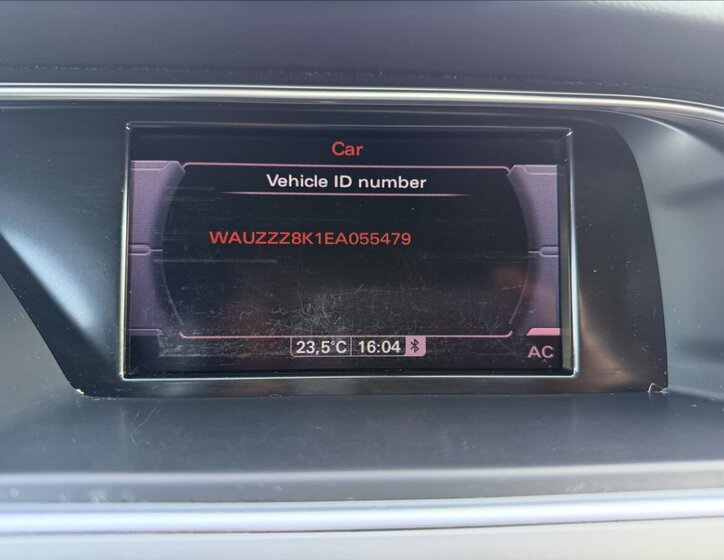 Car
Vehicle ID number
WAUZZZ8K1EA055479
23,5°C 16:04
AC